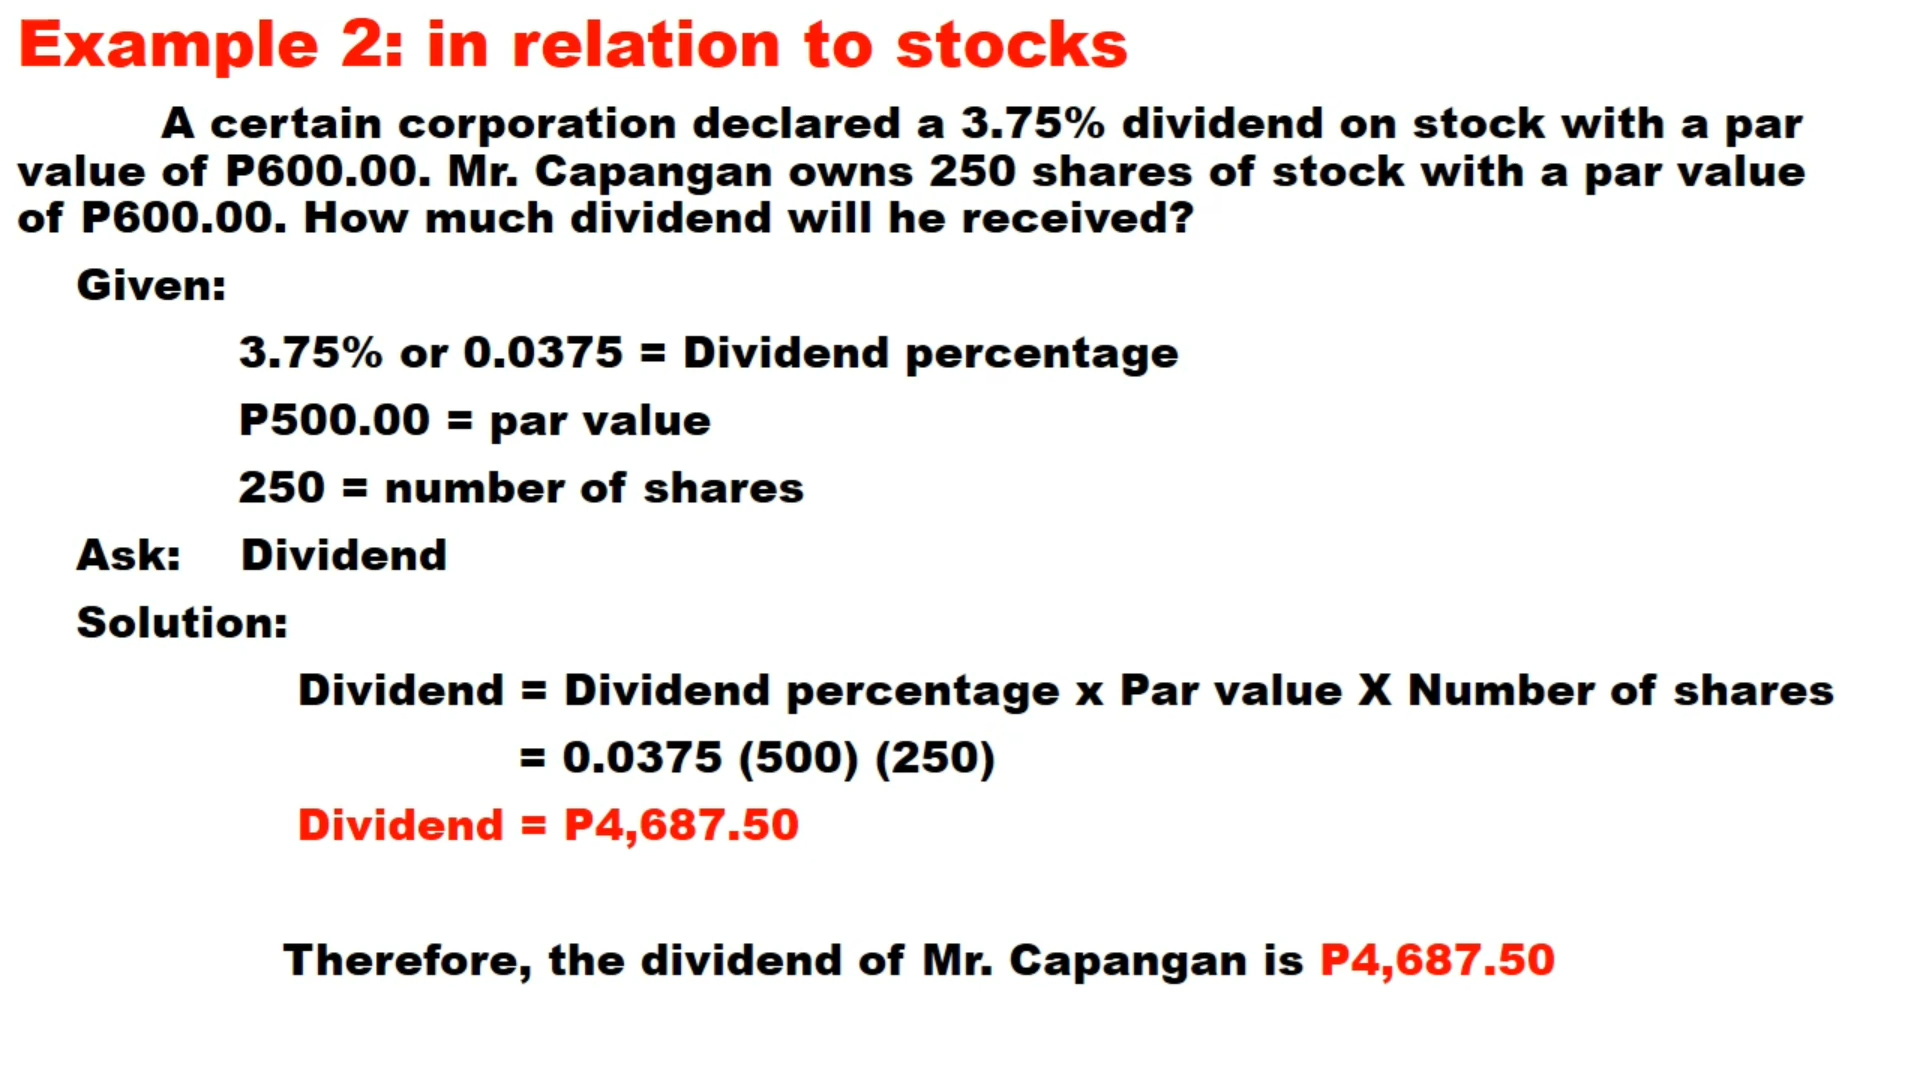 Example 2: in relation to stocks
A certain corporation declared a 3.75% dividend on stock with a par
value of P600.00. Mr. Capangan owns 250 shares of stock with a par value
of P600.00. How much dividend will he received?
Given:
3.75% or 0.0375 = Dividend percentage
P500.00 = par value
250 = number of shares
Ask: Dividend
Solution:
Dividend = Dividend percentage x Par value X Number of shares
= 0.0375 (500) (250)
Dividend = P4,687.50
Therefore, the dividend of Mr. Capangan is P4,687.50